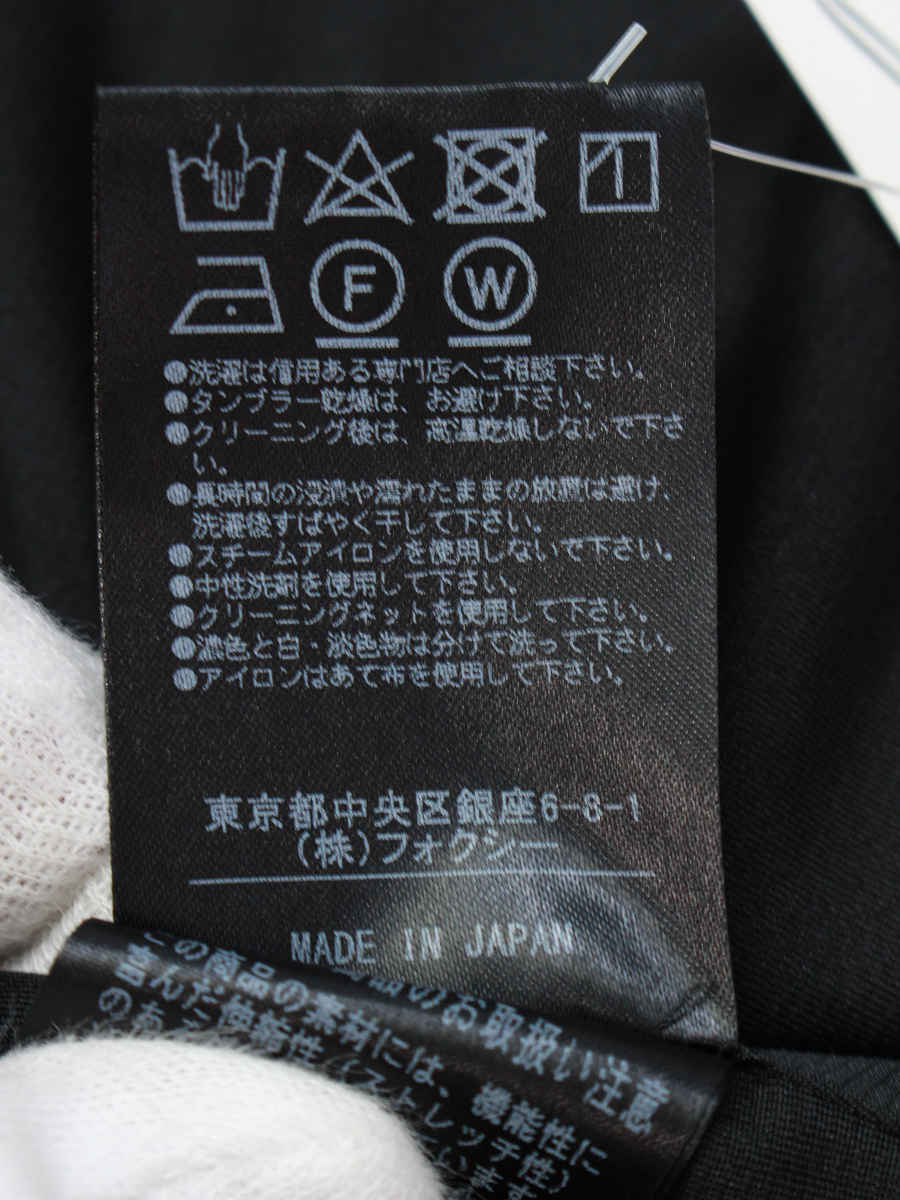 F W
●洗濯は信用ある専門店へご相談下さい。
●タンブラー乾燥は、お避け下さい。
●クリーニング後は、高温乾燥しないで下さ
い。
●長時間の浸漬や濡れたままの放置は避け、
洗濯後すばやく干して下さい。
●スチームアイロンを使用しないで下さい。
●中性洗剤を使用して下さい。
●クリーニングネットを使用して下さい。
●濃色と白・淡色物は分けて洗って下さい。
●アイロンはあて布を使用して下さい。
東京都中央区銀座6-8-1
(株)フォクシー
MADE IN JAPAN
のお取扱い注意
この商品の素材には、機能性に
含んだ
(ストレッチ性)